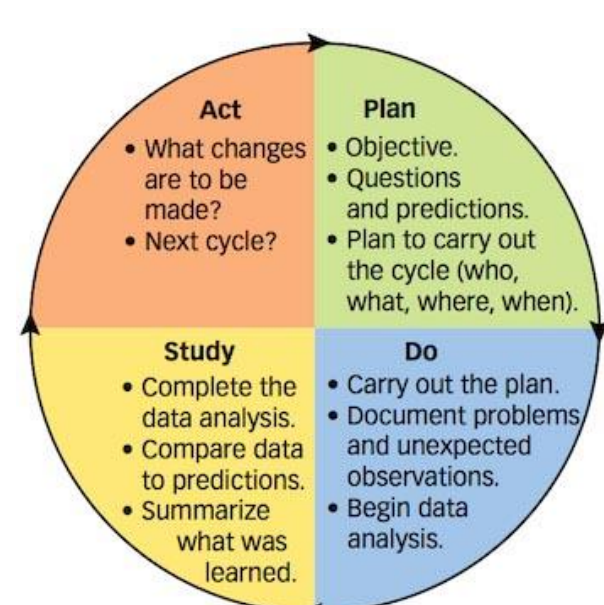 Act
• What changes
are to be
made?
• Next cycle?
Plan
• Objective.
• Questions
and predictions.
• Plan to carry out
the cycle (who,
what, where, when).
Study
• Complete the
data analysis.
• Compare data
to predictions.
• Summarize
what was
learned.
Do
• Carry out the plan.
• Document problems
and unexpected
observations.
• Begin data
analysis.